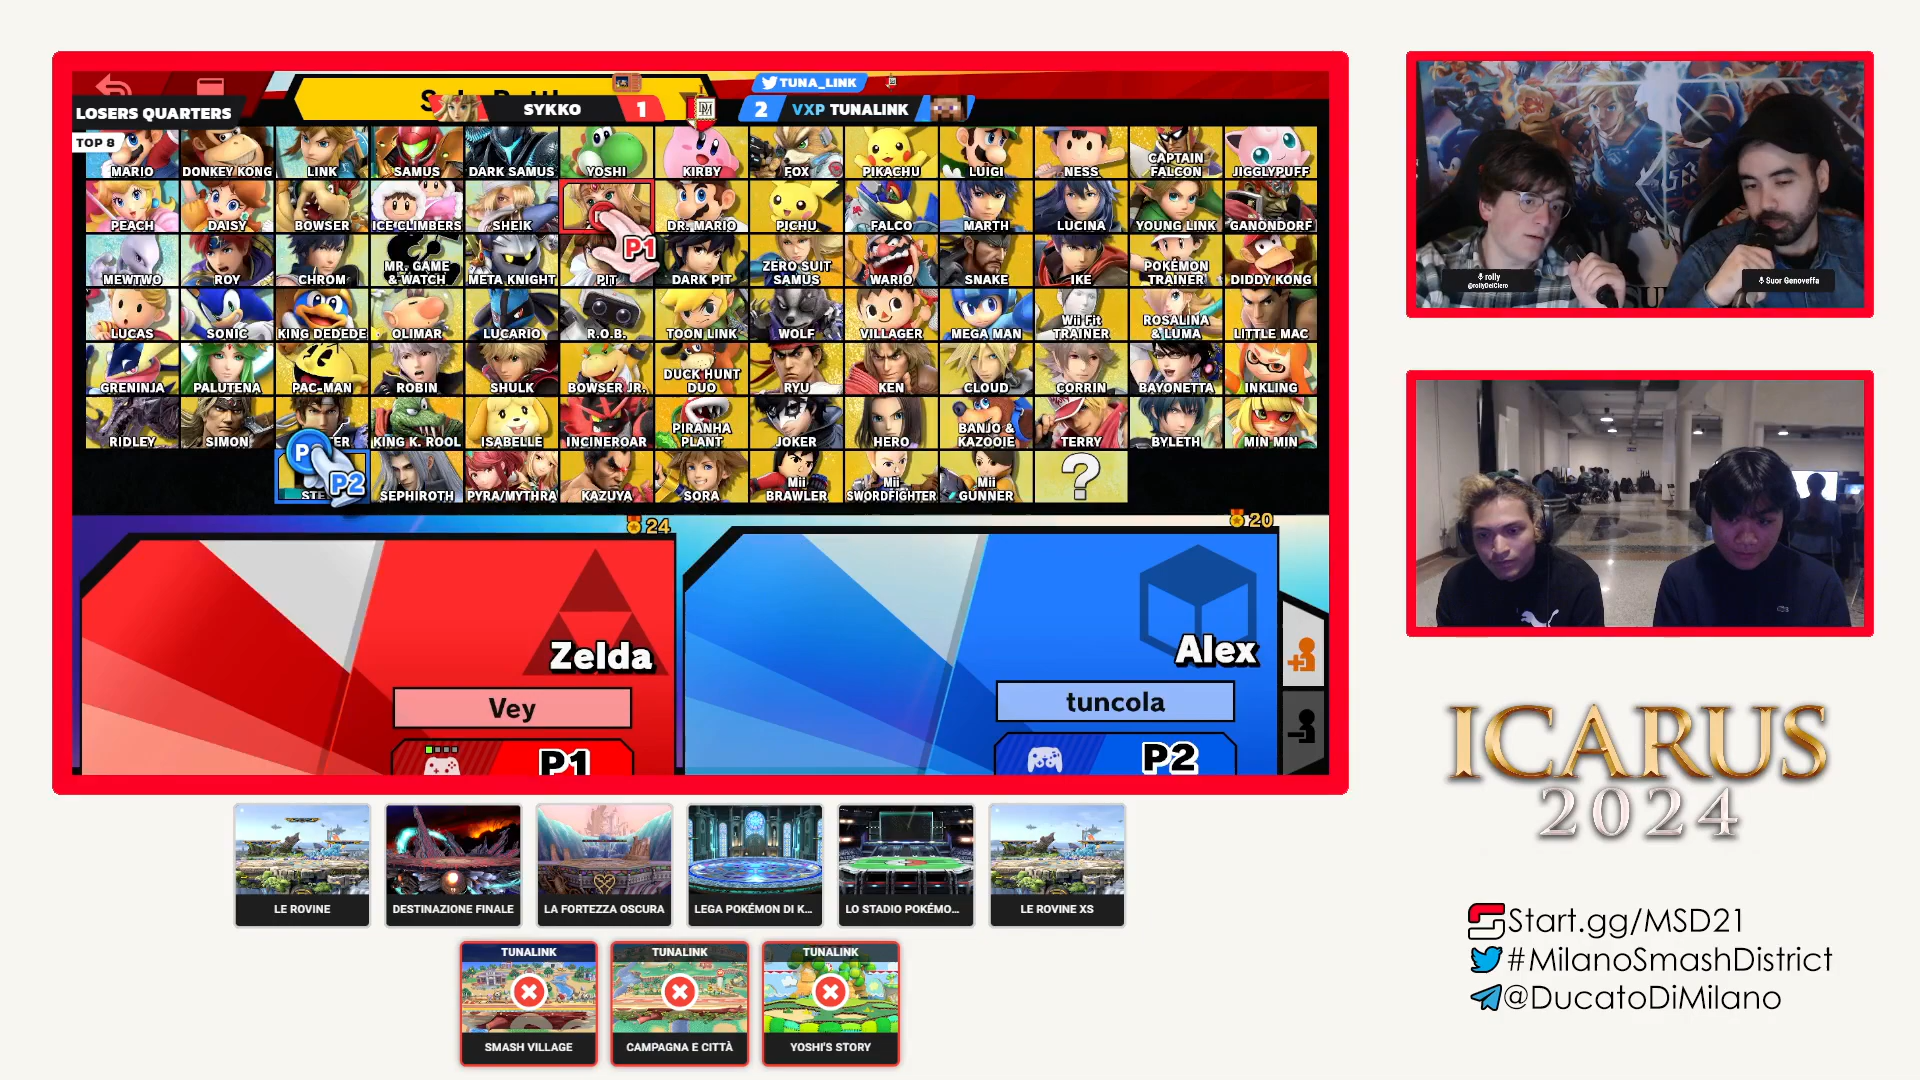 TUNA_LINK
LOSERS QUARTERS
SYKKO 1
2 VXP TUNALINK
TOP 8
MARIO DONKEY KONG LINK SAMUS DARK SAMUS YOSHI KIRBY FOX PIKACHU LUIGI NESS CAPTAIN FALCON JIGGLYPUFF
PEACH DAISY BOWSER ICE CLIMBERS SHEIK DR. MARIO PICHU FALCO MARTH LUCINA YOUNG LINK GANONDORF
P1
MEWTWO ROY CHROM MR. GAME & WATCH META KNIGHT PIT DARK PIT ZERO SUIT SAMUS WARIO SNAKE IKE POKÉMON TRAINER DIDDY KONG
LUCAS SONIC KING DEDEDE OLIMAR LUCARIO R.O.B. TOON LINK WOLF VILLAGER MEGA MAN Wii Fit TRAINER ROSALINA & LUMA LITTLE MAC
GRENINJA PALUTENA PAC-MAN ROBIN SHULK BOWSER JR. DUCK HUNT DUO RYU KEN CLOUD CORRIN BAYONETTA INKLING
RIDLEY SIMON KING K. ROOL ISABELLE INCINEROAR PIRANHA PLANT JOKER HERO BANJO & KAZOOIE TERRY BYLETH MIN MIN
P2
SEPHIROTH PYRA/MYTHRA KAZUYA SORA Mii BRAWLER Mii SWORDFIGHTER Mii GUNNER ?
24
20
Zelda
Alex
Vey
tuncola
P1
P2
rolly
@rollyDelClero
Suor Genoveffa
LE ROVINE
DESTINAZIONE FINALE
LA FORTEZZA OSCURA
LEGA POKÉMON DI K...
LO STADIO POKÉMO...
LE ROVINE XS
TUNALINK
SMASH VILLAGE
TUNALINK
CAMPAGNA E CITTÀ
TUNALINK
YOSHI'S STORY
ICARUS
2024
Start.gg/MSD21
#MilanoSmashDistrict
@DucatoDiMilano